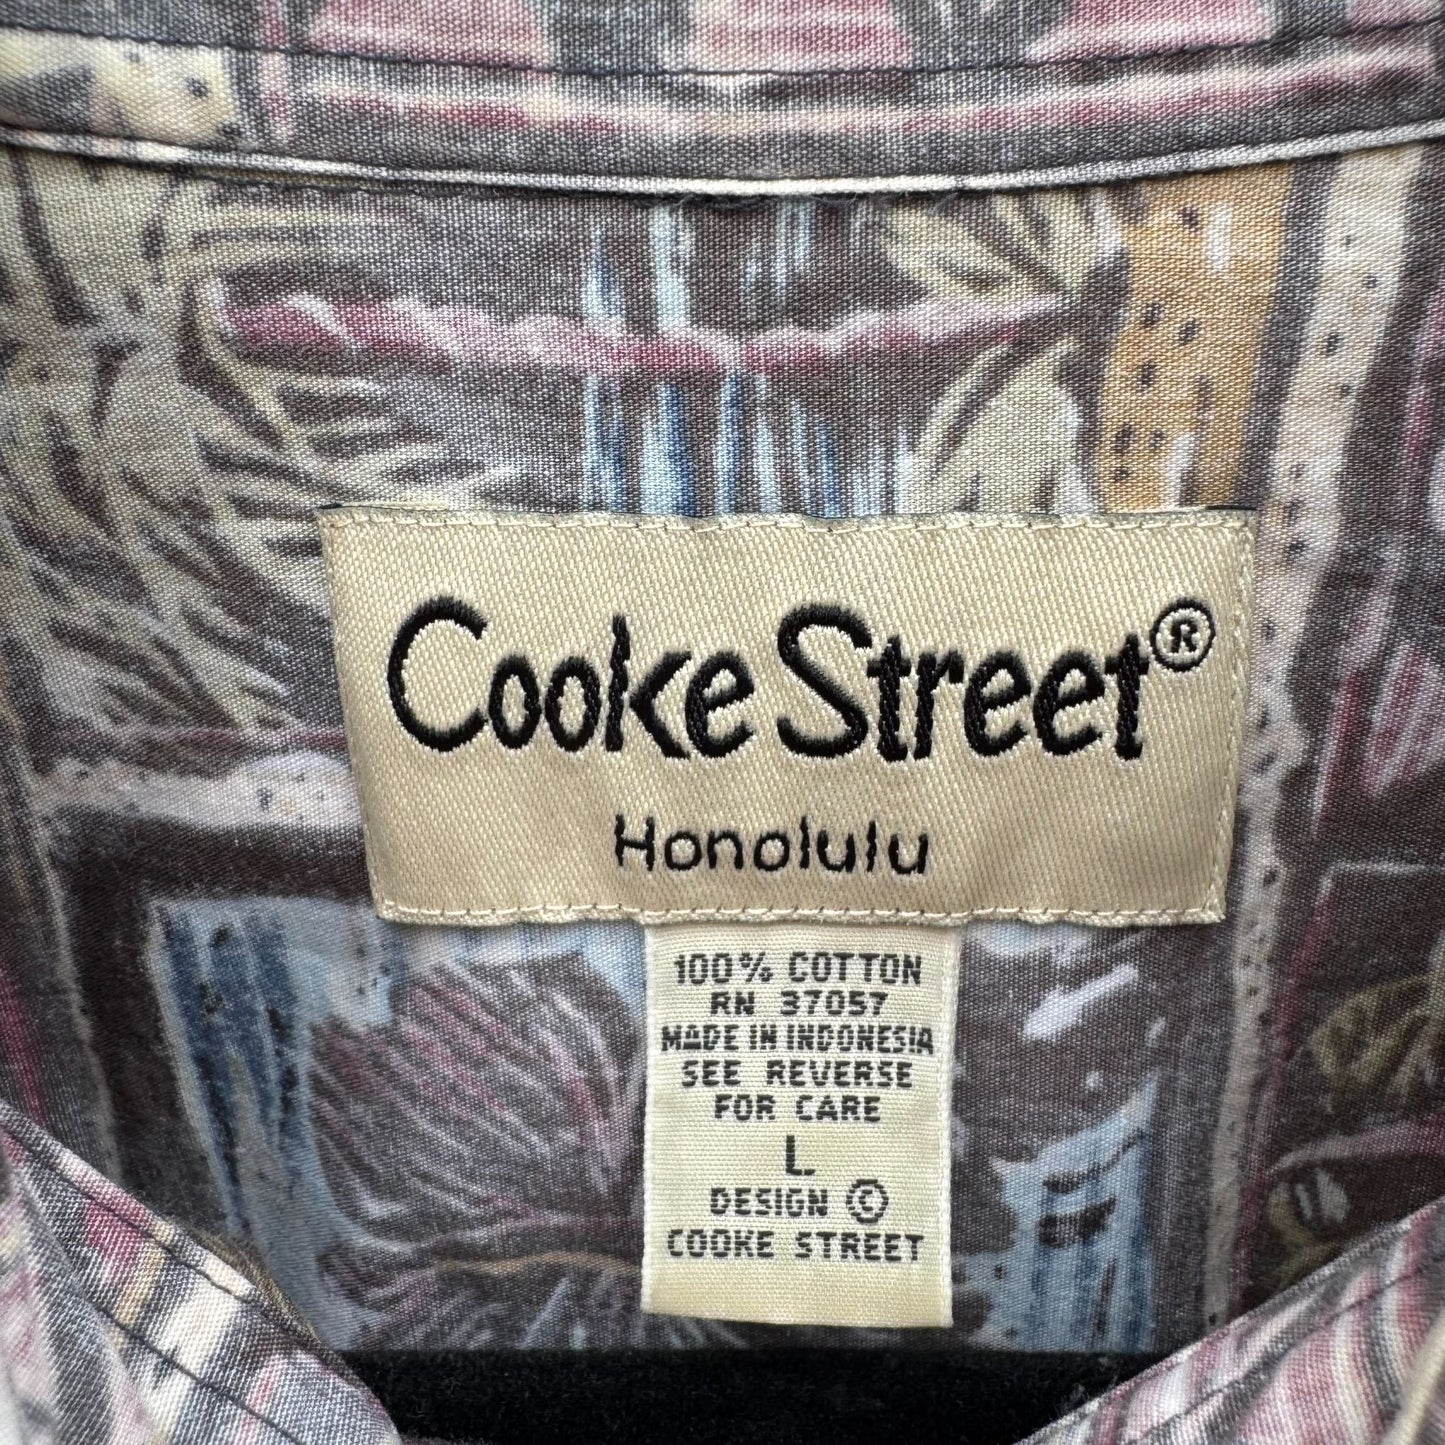 Cooke Street®
Honolulu
100% COTTON
RN 37057
MADE IN INDONESIA
SEE REVERSE
FOR CARE
L
DESIGN ©
COOKE STREET